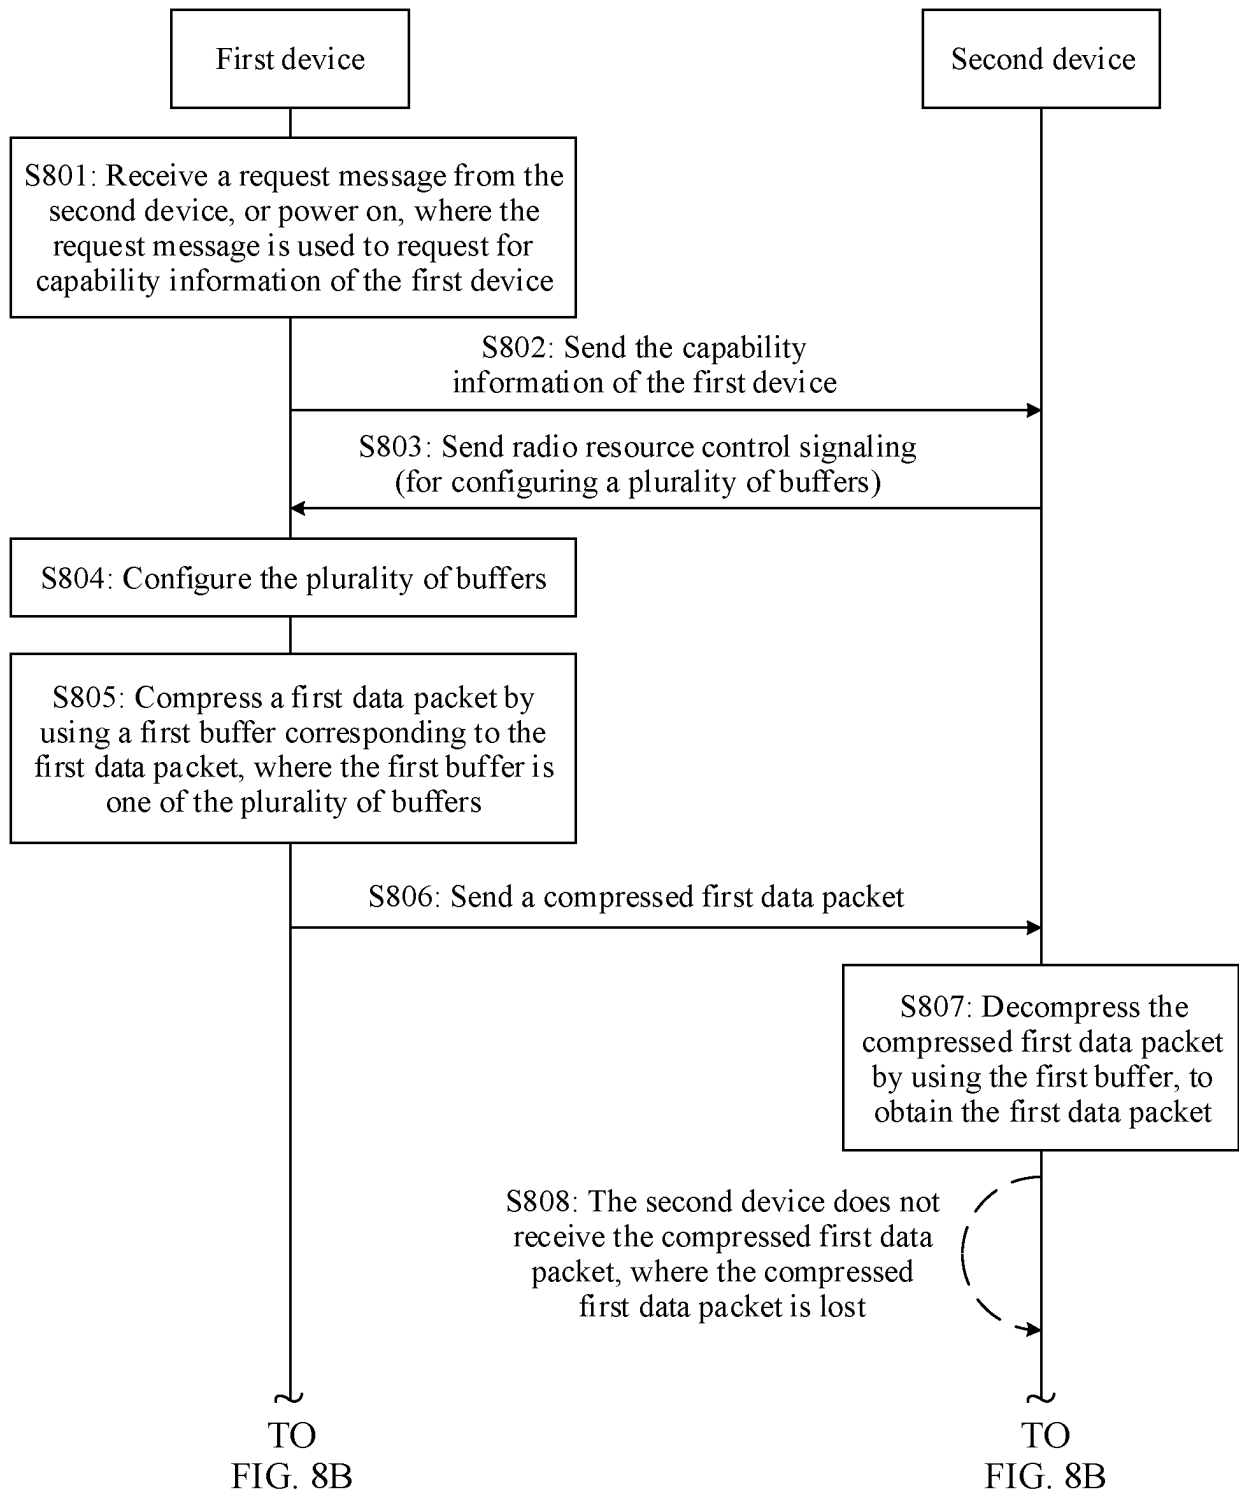 First device
Second device
S801: Receive a request message from the
second device, or power on, where the
request message is used to request for
capability information of the first device
S802: Send the capability
information of the first device
S803: Send radio resource control signaling
(for configuring a plurality of buffers)
S804: Configure the plurality of buffers
S805: Compress a first data packet by
using a first buffer corresponding to the
first data packet, where the first buffer is
one of the plurality of buffers
S806: Send a compressed first data packet
S807: Decompress the
compressed first data packet
by using the first buffer, to
obtain the first data packet
S808: The second device does not
receive the compressed first data
packet, where the compressed
first data packet is lost
TO
FIG. 8B
TO
FIG. 8B